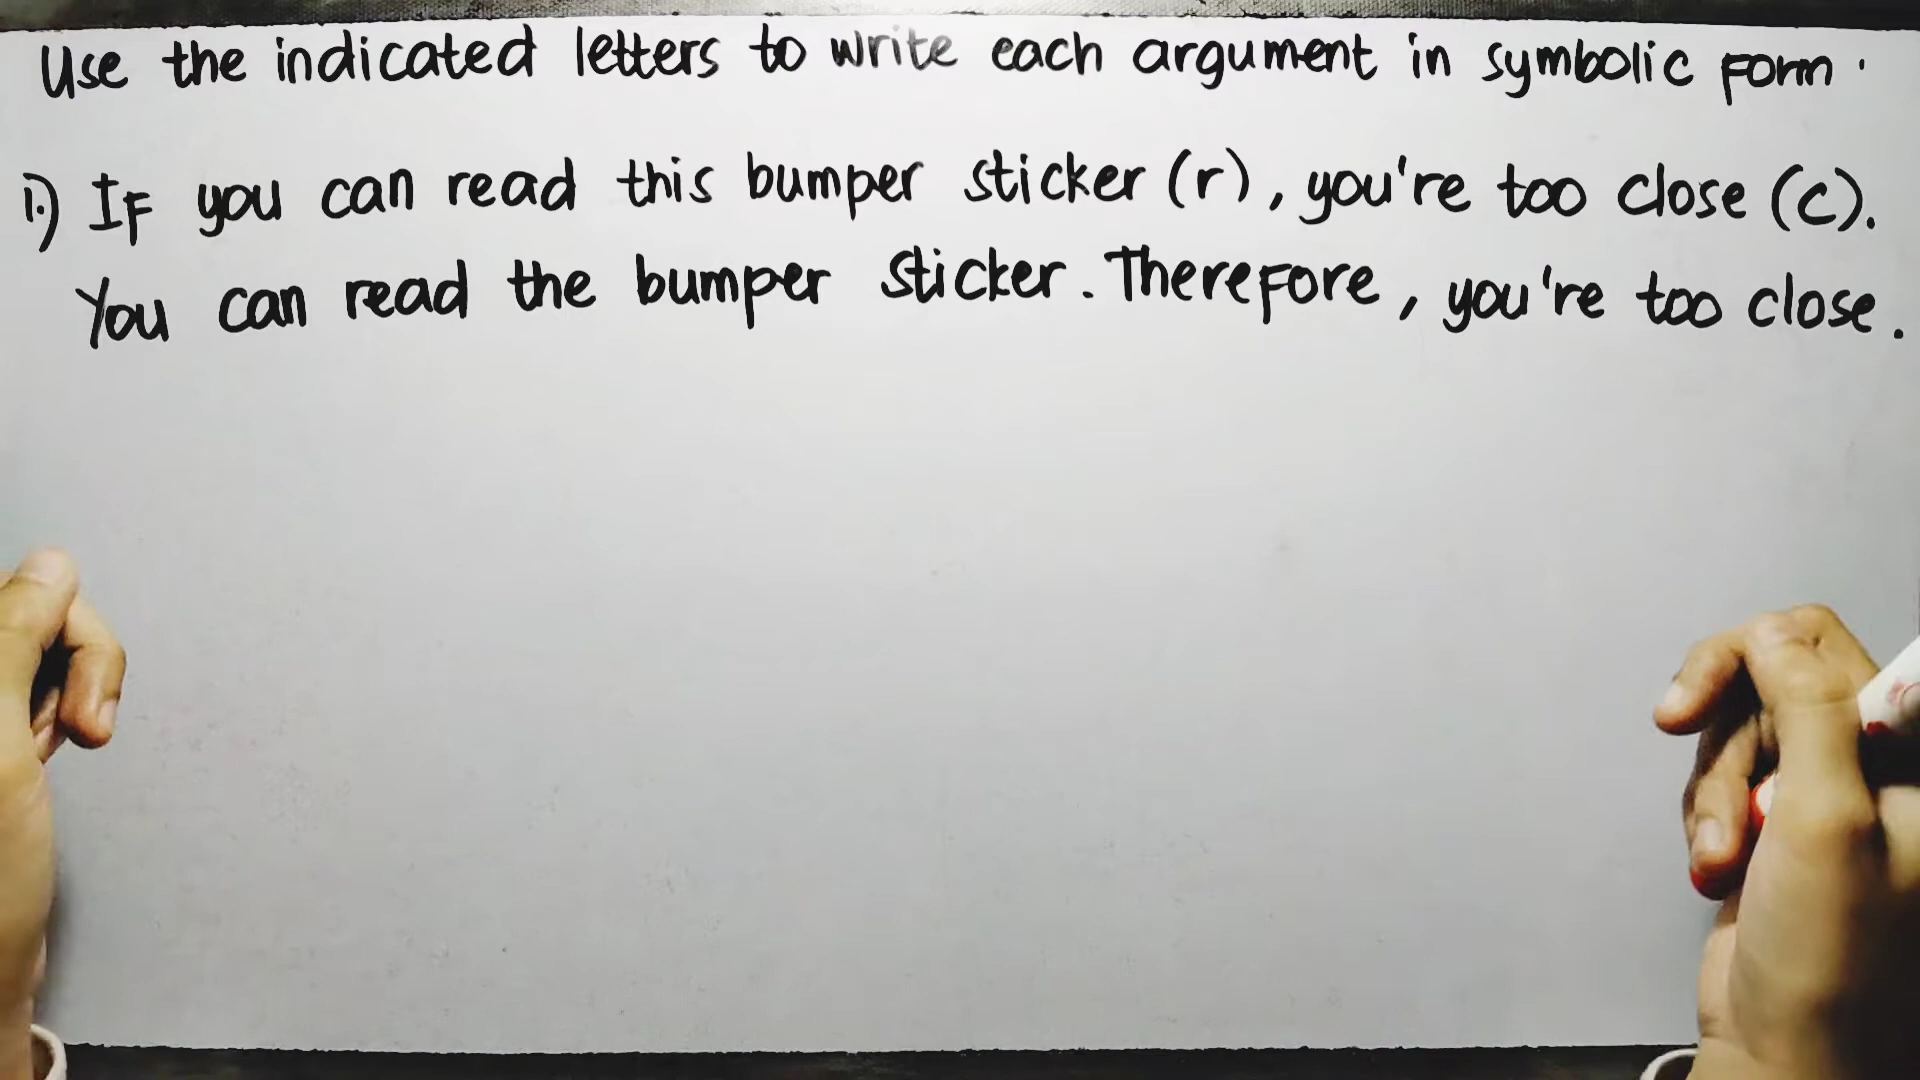 Use the indicated letters to write each argument in symbolic form.
1.) If you can read this bumper sticker (r), you're too close (c).
You can read the bumper sticker. Therefore, you're too close.